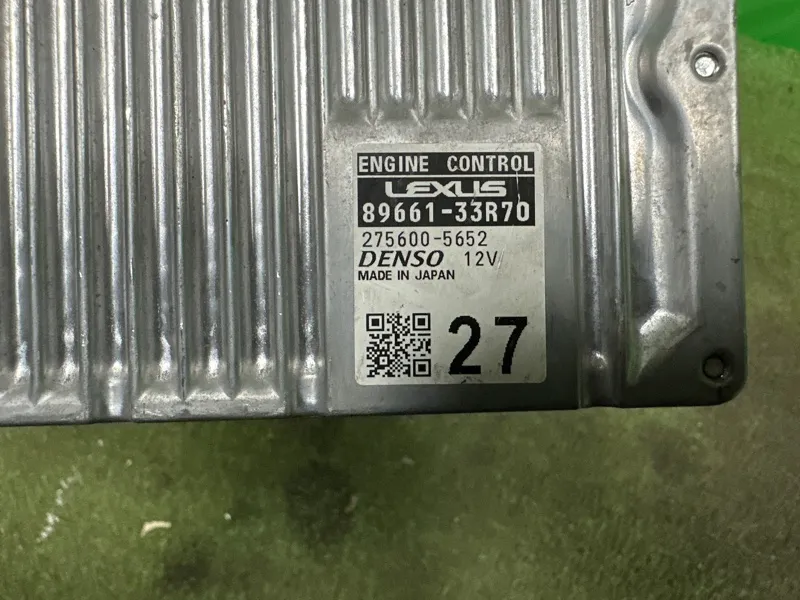 ENGINE CONTROL
LEXUS
89661-33R70
275600-5652
DENSO 12V
MADE IN JAPAN
27